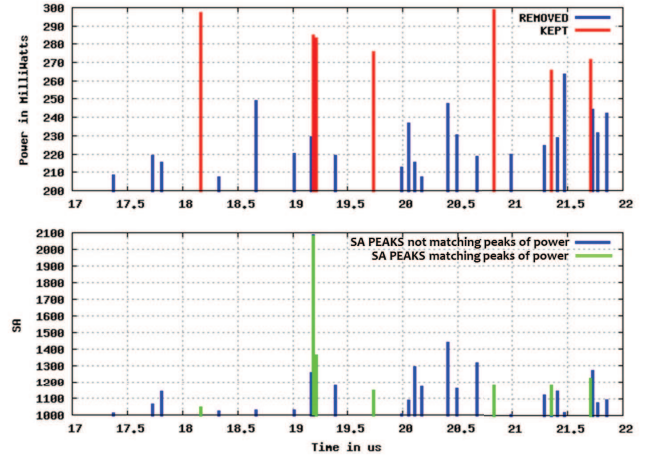 300
290
280
270
260
250
240
230
220
210
200
Power in MilliWatts
REMOVED
KEPT
17 17.5 18 18.5 19 19.5 20 20.5 21 21.5 22
2100
2000
1900
1800
1700
1600
1500
1400
1300
1200
1100
1000
SA
SA PEAKS not matching peaks of power
SA PEAKS matching peaks of power
17 17.5 18 18.5 19 19.5 20 20.5 21 21.5 22
Time in us